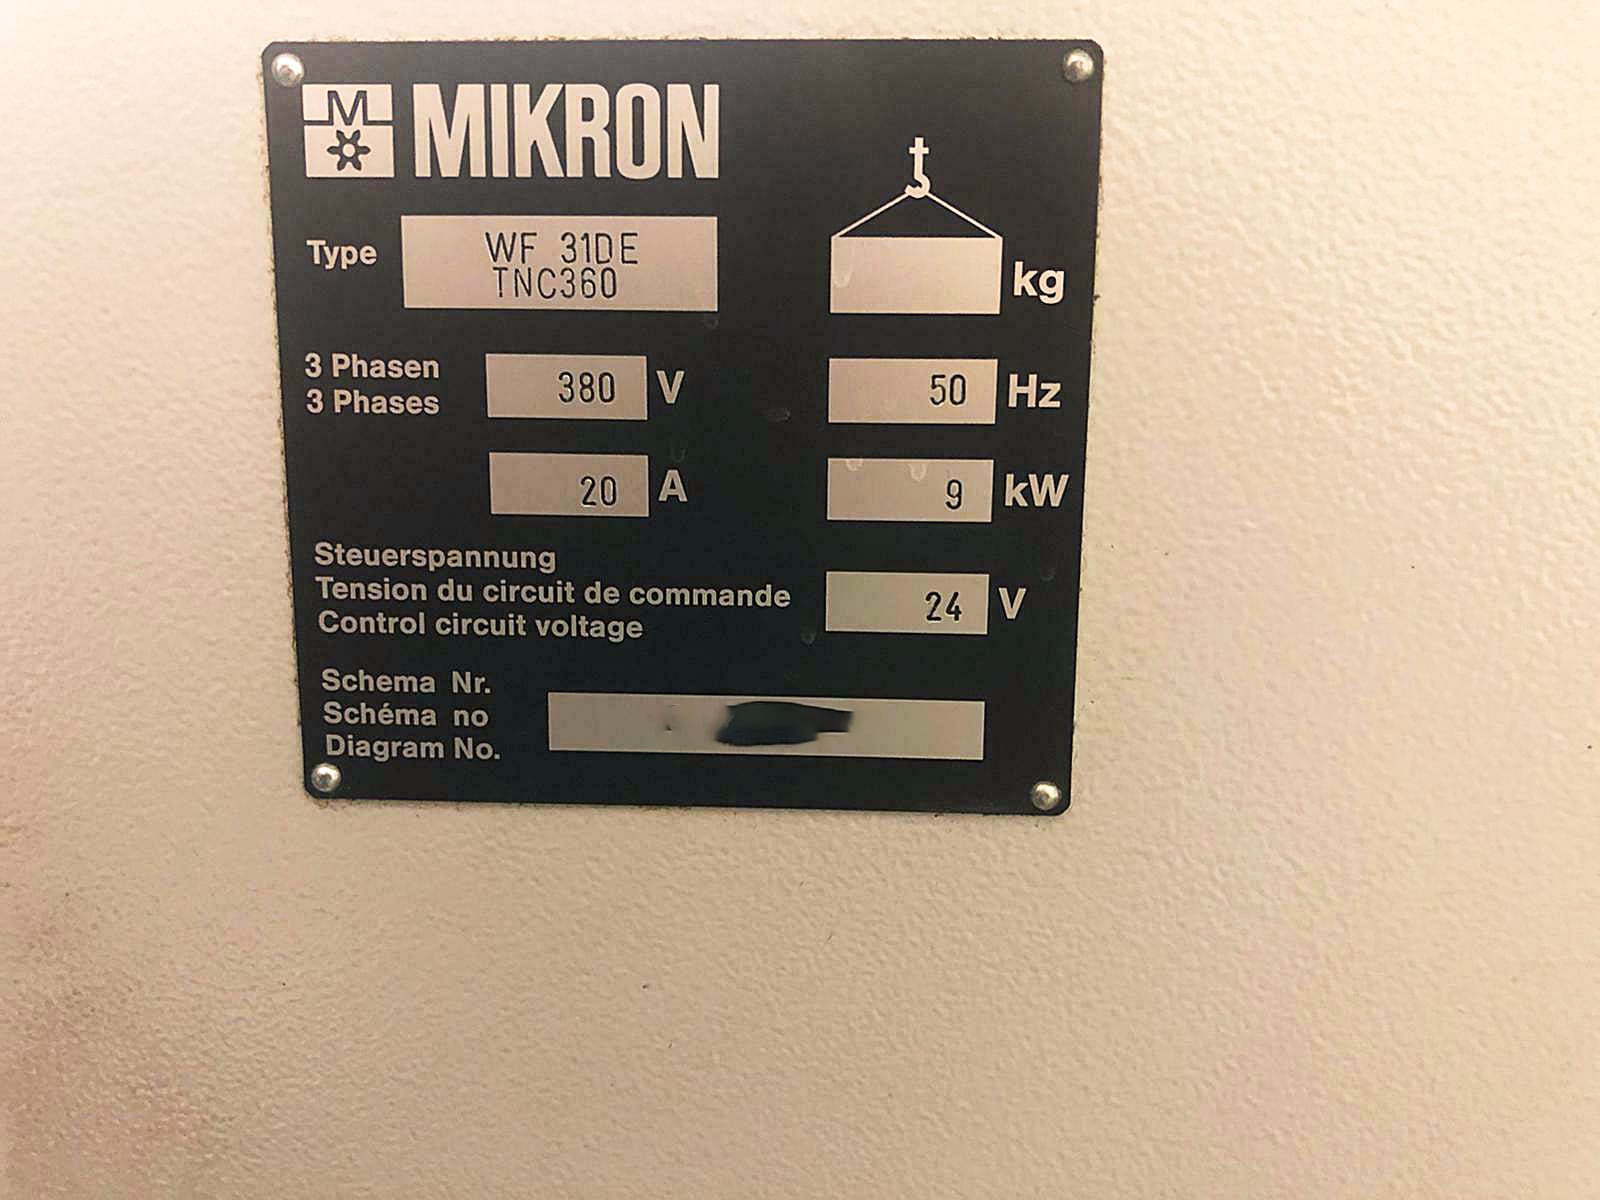 M MIKRON
Type WF 31DE
TNC360
kg
3 Phasen
3 Phases 380 V 50 Hz
20 A 9 kW
Steuerspannung
Tension du circuit de commande 24 V
Control circuit voltage
Schema Nr.
Schéma no
Diagram No.